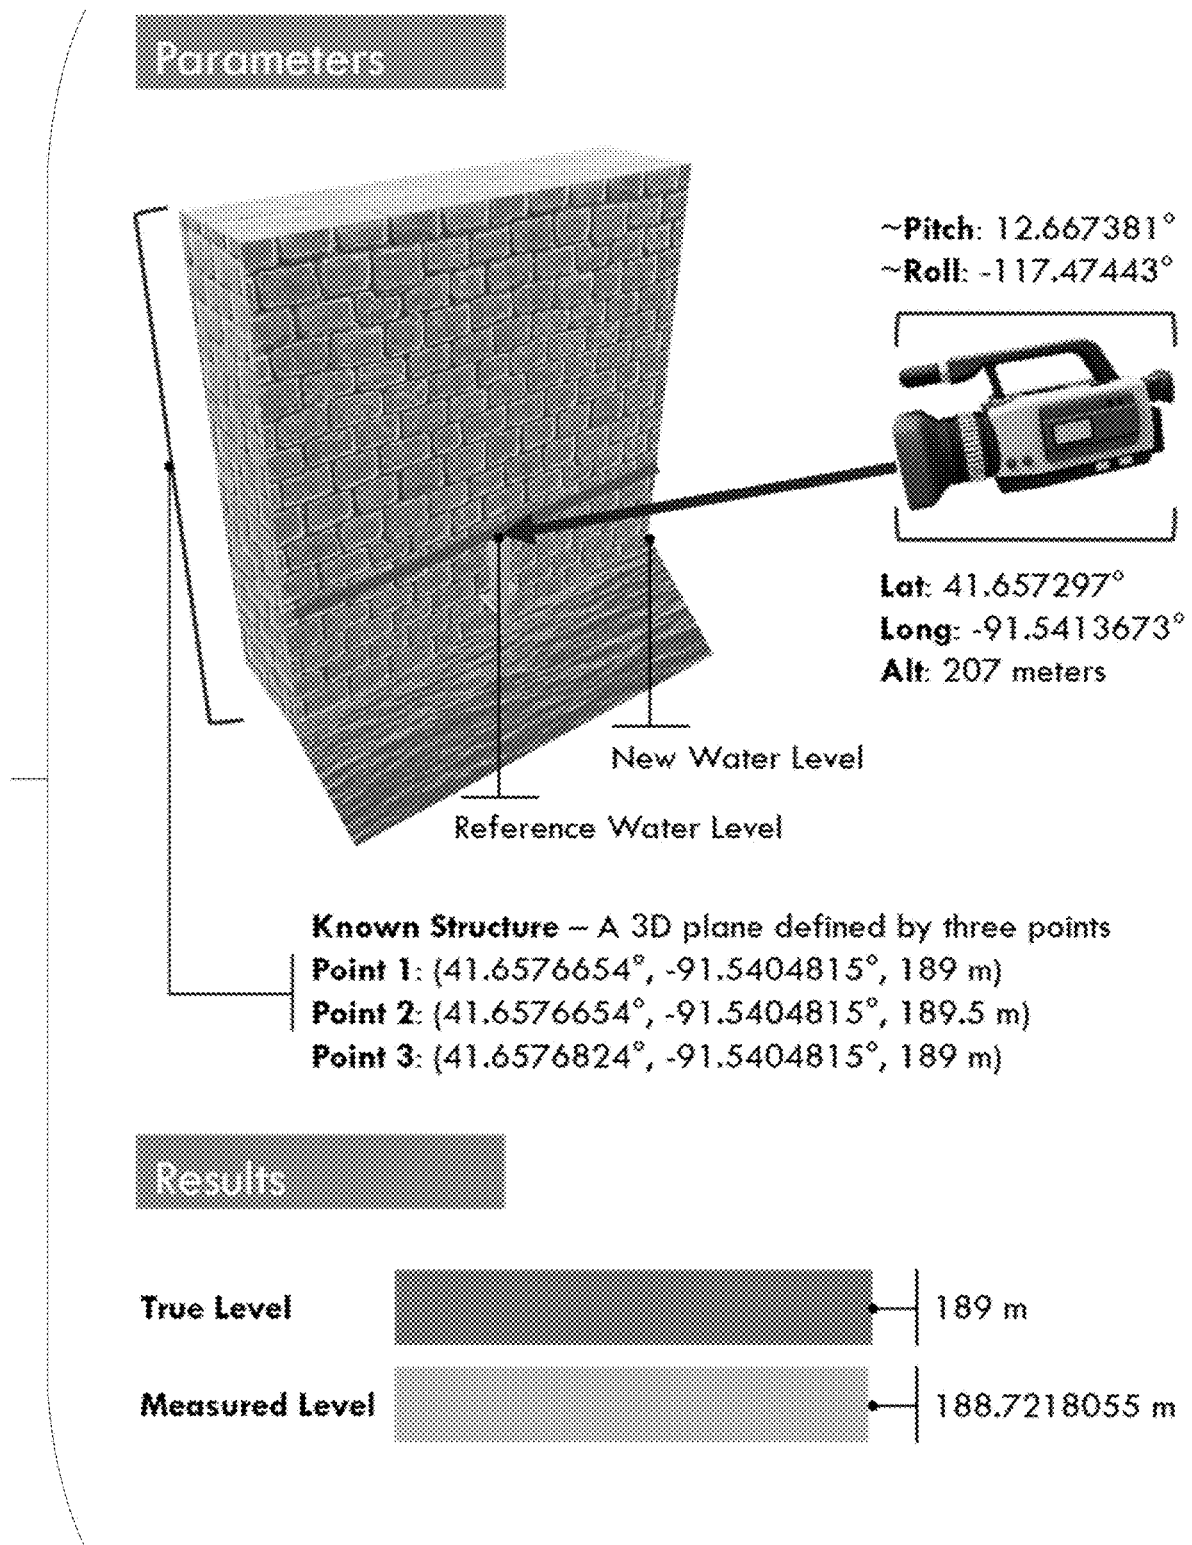 Parameters
~Pitch: 12.667381°
~Roll: -117.47443°
Lat: 41.657297°
Long: -91.5413673°
Alt: 207 meters
New Water Level
Reference Water Level
Known Structure – A 3D plane defined by three points
Point 1: (41.6576654°, -91.5404815°, 189 m)
Point 2: (41.6576654°, -91.5404815°, 189.5 m)
Point 3: (41.6576824°, -91.5404815°, 189 m)
Results
True Level
189 m
Measured Level
188.7218055 m